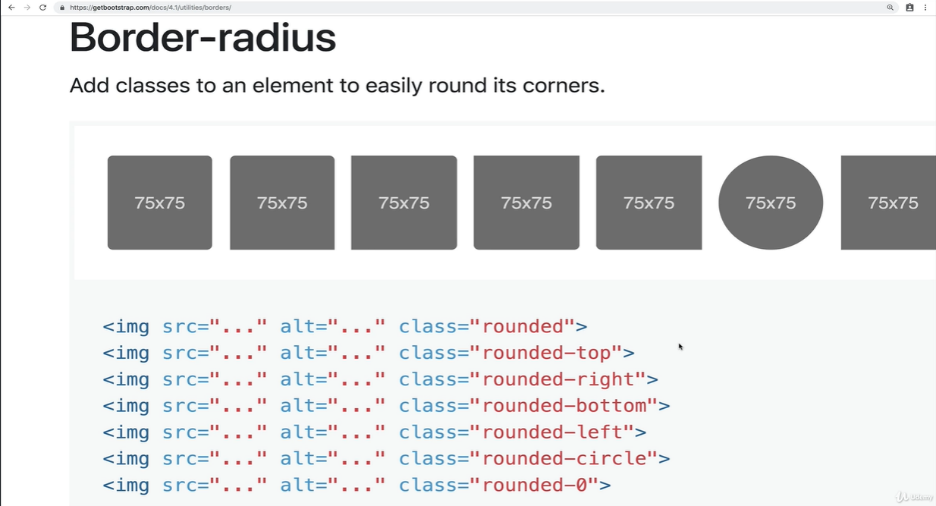 https://getbootstrap.com/docs/4.1/utilities/borders/
Border-radius
Add classes to an element to easily round its corners.
75x75 75x75 75x75 75x75 75x75 75x75 75x75
<img src="..." alt="..." class="rounded">
<img src="..." alt="..." class="rounded-top">
<img src="..." alt="..." class="rounded-right">
<img src="..." alt="..." class="rounded-bottom">
<img src="..." alt="..." class="rounded-left">
<img src="..." alt="..." class="rounded-circle">
<img src="..." alt="..." class="rounded-0">
Udemy